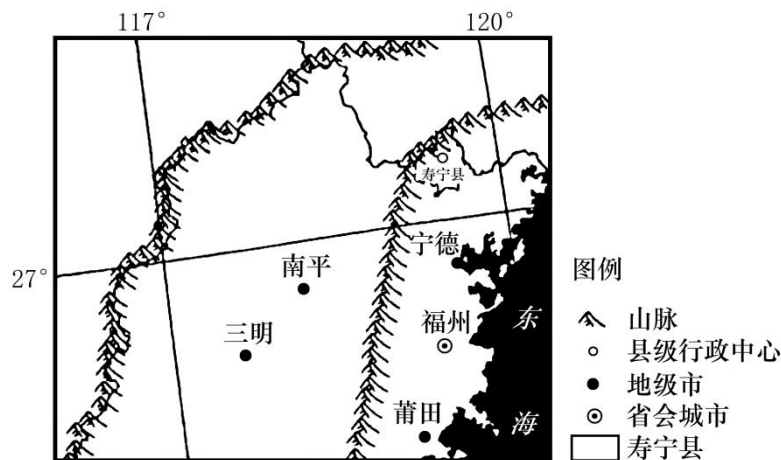 117°
120°
寿宁县
宁德
27°
南平
三明
福州
莆田
东
海
图例
山脉
县级行政中心
地级市
省会城市
寿宁县